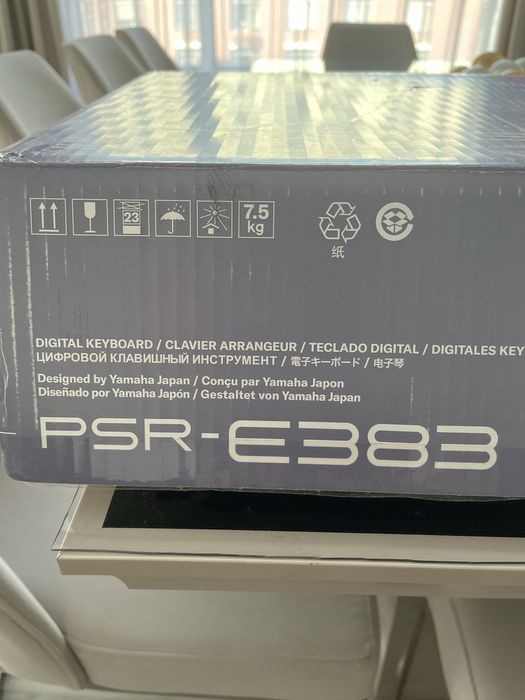 23
7.5
kg
纸
DIGITAL KEYBOARD / CLAVIER ARRANGEUR / TECLADO DIGITAL / DIGITALES KEY
ЦИФРОВОЙ КЛАВИШНЫЙ ИНСТРУМЕНТ / 電子キーボード / 电子琴
Designed by Yamaha Japan / Conçu par Yamaha Japon
Diseñado por Yamaha Japón / Gestaltet von Yamaha Japan
PSR-E383